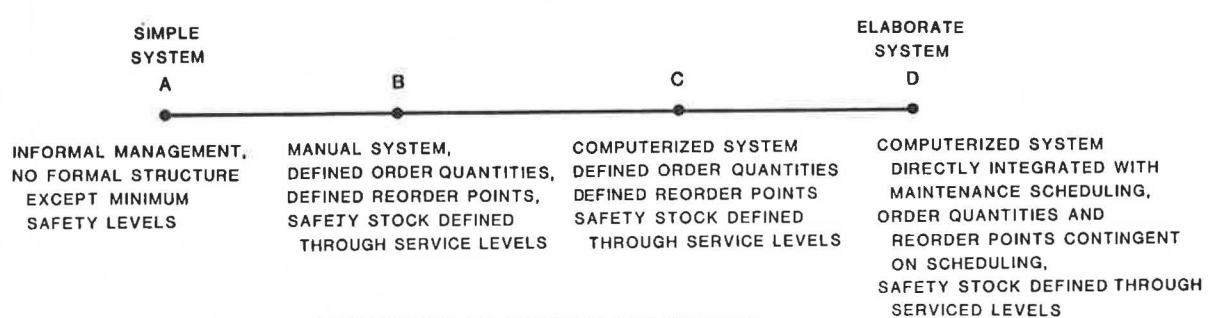 SIMPLE
SYSTEM
A
B
C
ELABORATE
SYSTEM
D
INFORMAL MANAGEMENT,
NO FORMAL STRUCTURE
EXCEPT MINIMUM
SAFETY LEVELS
MANUAL SYSTEM,
DEFINED ORDER QUANTITIES,
DEFINED REORDER POINTS,
SAFETY STOCK DEFINED
THROUGH SERVICE LEVELS
COMPUTERIZED SYSTEM
DEFINED ORDER QUANTITIES
DEFINED REORDER POINTS
SAFETY STOCK DEFINED
THROUGH SERVICE LEVELS
COMPUTERIZED SYSTEM
DIRECTLY INTEGRATED WITH
MAINTENANCE SCHEDULING,
ORDER QUANTITIES AND
REORDER POINTS CONTINGENT
ON SCHEDULING,
SAFETY STOCK DEFINED THROUGH
SERVICED LEVELS